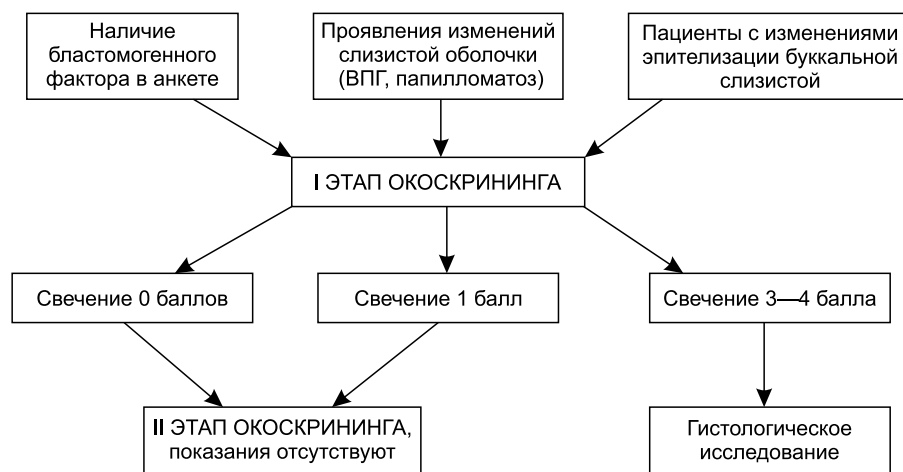 Наличие
бластомогенного
фактора в анкете
Проявления изменений
слизистой оболочки
(ВПГ, папилломатоз)
Пациенты с изменениями
эпителизации буккальной
слизистой
I ЭТАП ОКОСКРИНИНГА
Свечение 0 баллов
Свечение 1 балл
Свечение 3—4 балла
II ЭТАП ОКОСКРИНИНГА,
показания отсутствуют
Гистологическое
исследование